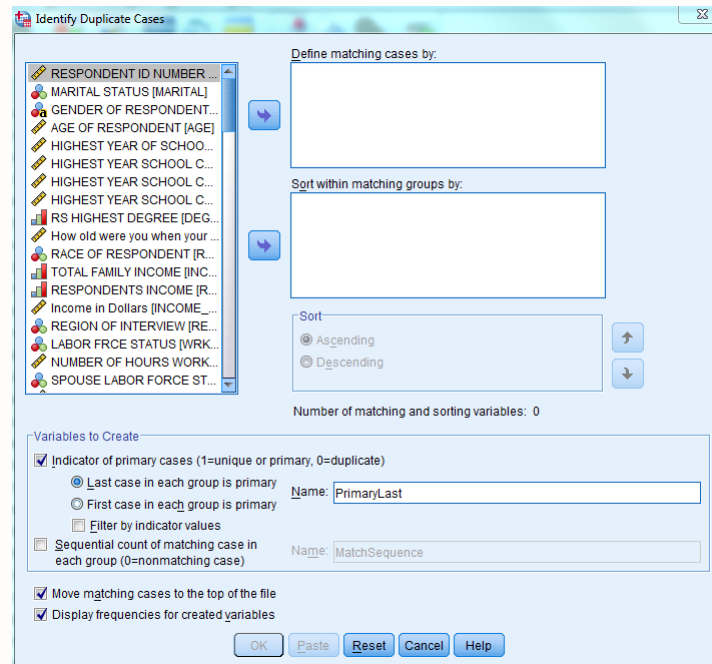 Identify Duplicate Cases
RESPONDENT ID NUMBER ...
MARITAL STATUS [MARITAL]
GENDER OF RESPONDENT...
AGE OF RESPONDENT [AGE]
HIGHEST YEAR OF SCHOO...
HIGHEST YEAR SCHOOL C...
HIGHEST YEAR SCHOOL C...
HIGHEST YEAR SCHOOL C...
RS HIGHEST DEGREE [DEG...
How old were you when your ...
RACE OF RESPONDENT [R...
TOTAL FAMILY INCOME [INC...
RESPONDENTS INCOME [R...
Income in Dollars [INCOME_...
REGION OF INTERVIEW [RE...
LABOR FRCE STATUS [WRK...
NUMBER OF HOURS WORK...
SPOUSE LABOR FORCE ST...
Define matching cases by:
Sort within matching groups by:
Sort
Ascending
Descending
Number of matching and sorting variables: 0
Variables to Create
Indicator of primary cases (1=unique or primary, 0=duplicate)
Last case in each group is primary
First case in each group is primary
Name: PrimaryLast
Filter by indicator values
Sequential count of matching case in
each group (0=nonmatching case)
Name: MatchSequence
Move matching cases to the top of the file
Display frequencies for created variables
OK Paste Reset Cancel Help